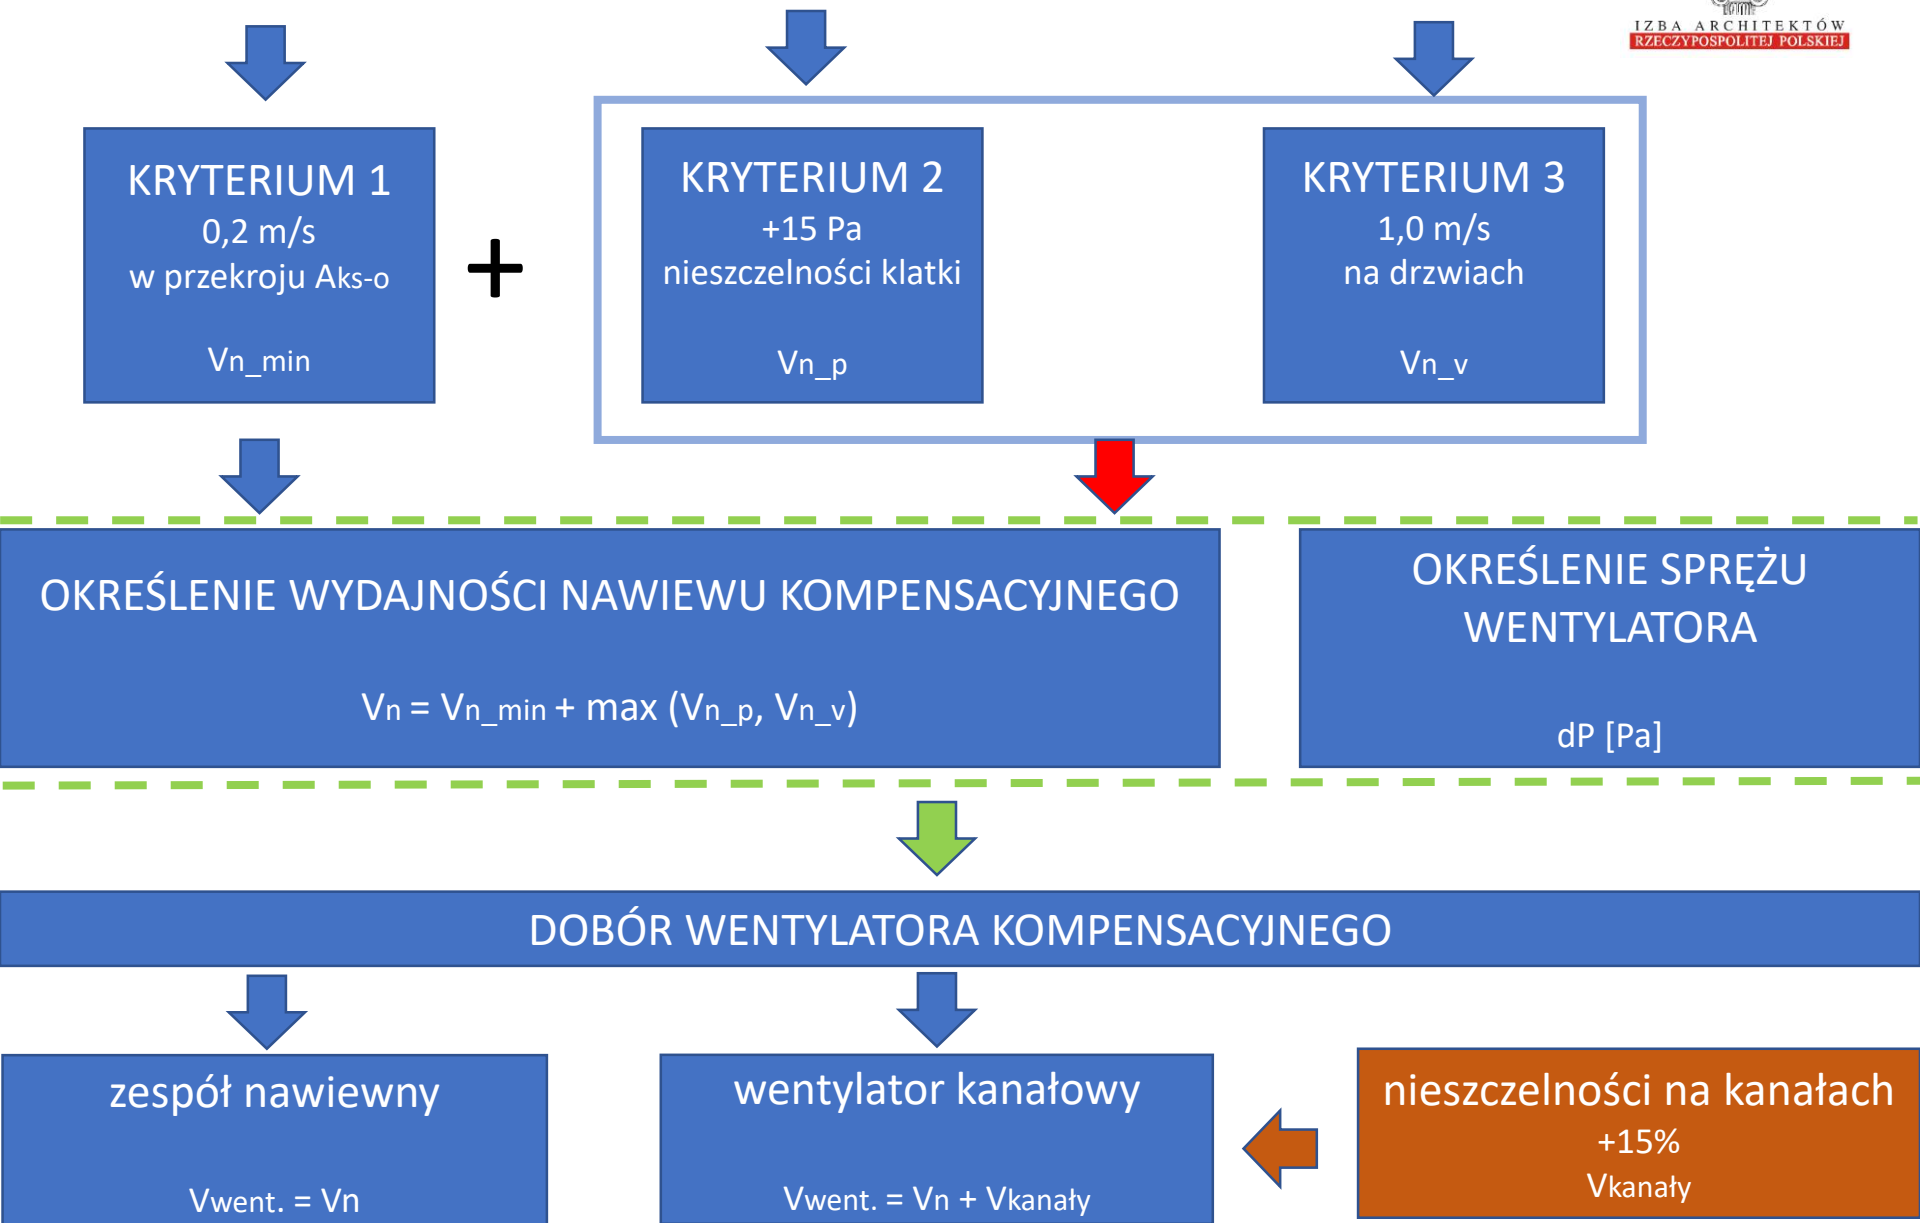 IZBA ARCHITEKTÓW
RZECZYPOSPOLITEJ POLSKIEJ
KRYTERIUM 1
0,2 m/s
w przekroju Aks-o
Vn_min
+
KRYTERIUM 2
+15 Pa
nieszczelności klatki
Vn_p
KRYTERIUM 3
1,0 m/s
na drzwiach
Vn_v
OKREŚLENIE WYDAJNOŚCI NAWIEWU KOMPENSACYJNEGO
Vn = Vn_min + max (Vn_p, Vn_v)
OKREŚLENIE SPRĘŻU
WENTYLATORA
dP [Pa]
DOBÓR WENTYLATORA KOMPENSACYJNEGO
zespół nawiewny
Vwent. = Vn
wentylator kanałowy
Vwent. = Vn + Vkanały
nieszczelności na kanałach
+15%
Vkanały